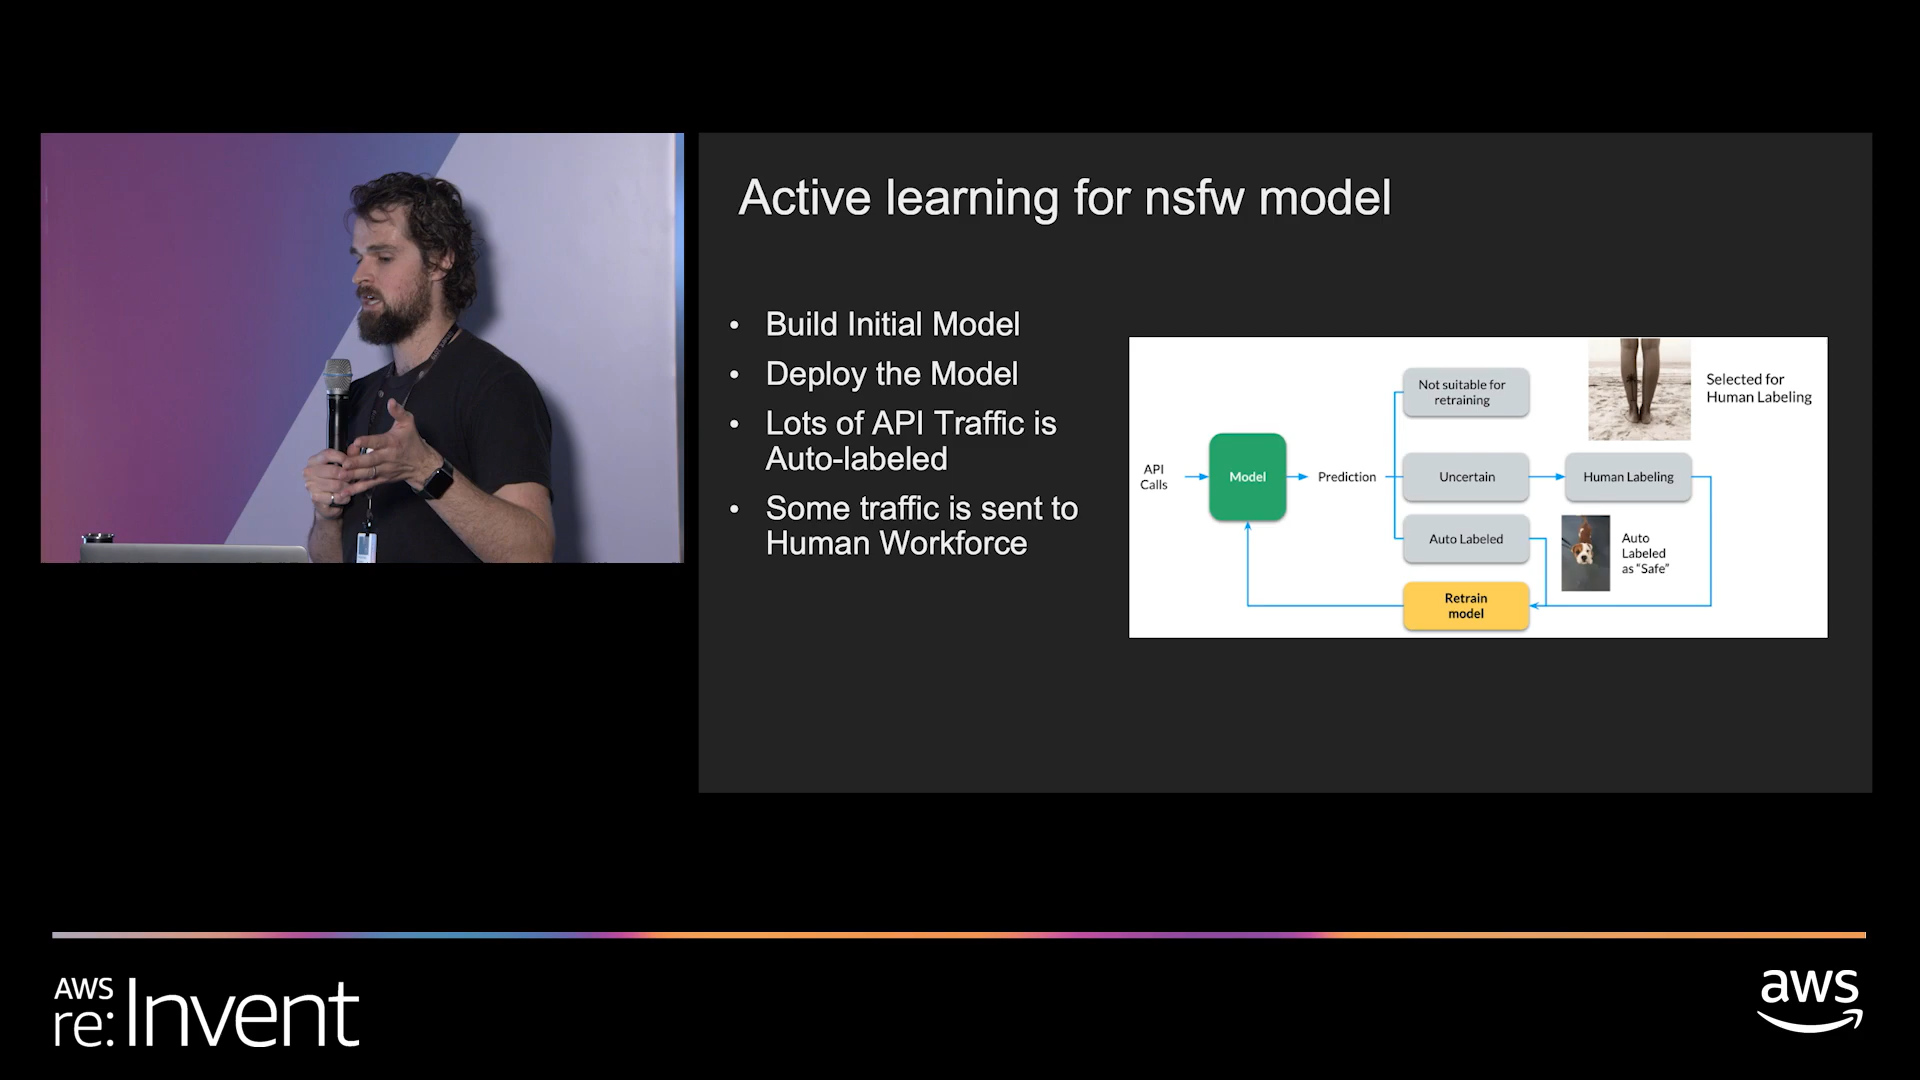 Active learning for nsfw model
• Build Initial Model
• Deploy the Model
• Lots of API Traffic is
Auto-labeled
• Some traffic is sent to
Human Workforce
API
Calls
Model
Prediction
Not suitable for
retraining
Uncertain
Auto Labeled
Retrain
model
Human Labeling
Selected for
Human Labeling
Auto
Labeled
as “Safe”
AWS
re:Invent
aws